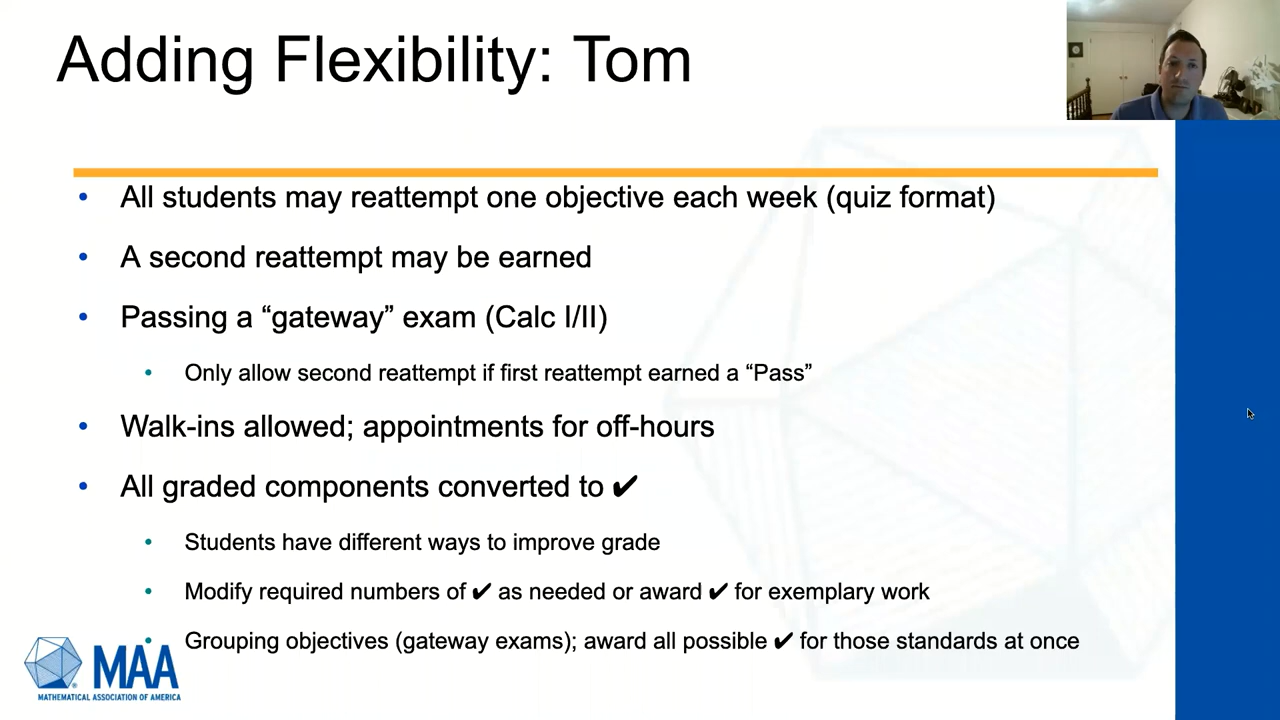 Adding Flexibility: Tom
• All students may reattempt one objective each week (quiz format)
• A second reattempt may be earned
• Passing a “gateway” exam (Calc I/II)
• Only allow second reattempt if first reattempt earned a “Pass”
• Walk-ins allowed; appointments for off-hours
• All graded components converted to ✔
• Students have different ways to improve grade
• Modify required numbers of ✔ as needed or award ✔ for exemplary work
• Grouping objectives (gateway exams); award all possible ✔ for those standards at once
MAA
MATHEMATICAL ASSOCIATION OF AMERICA